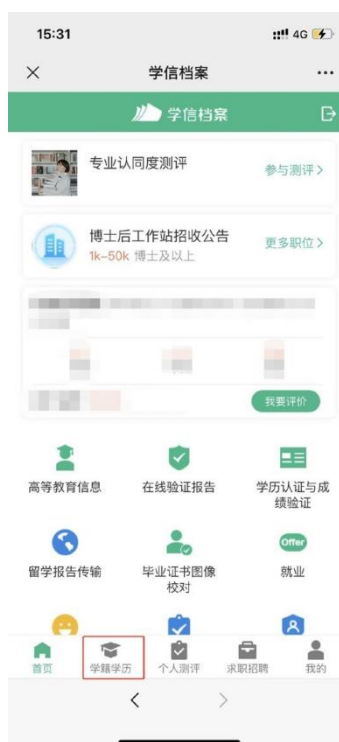 15:31
4G
学信档案
学信档案
专业认同度测评
参与测评>
博士后工作站招收公告
更多职位>
1k-50k 博士及以上
我要评价
高等教育信息
在线验证报告
学历认证与成
绩验证
Offer
留学报告传输
毕业证书图像
校对
就业
首页
学籍学历
个人测评
求职招聘
我的